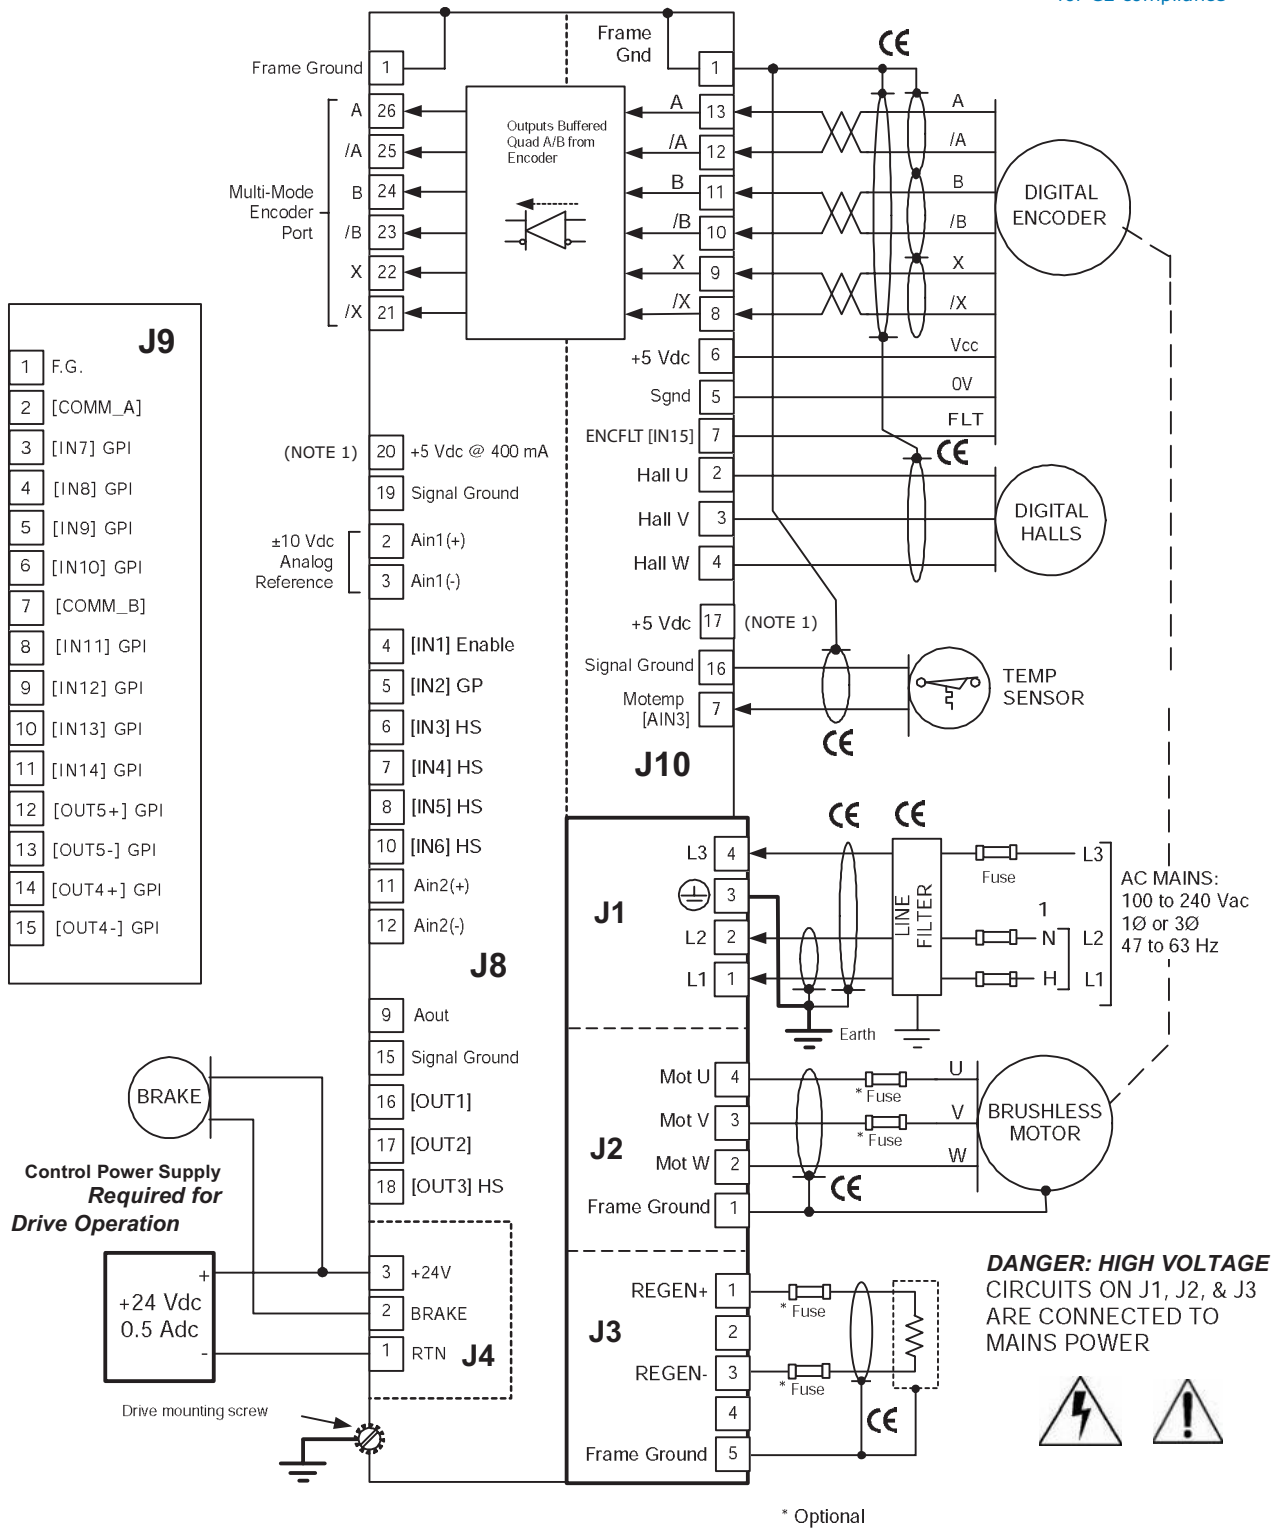 for CE compliance
Frame
Gnd
Frame Ground 1
1
A 26
/A 25
B 24
/B 23
X 22
/X 21
Multi-Mode
Encoder
Port
Outputs Buffered
Quad A/B from
Encoder
A 13 A
/A 12 /A
B 11 B
/B 10 /B
X 9 X
/X 8 /X
+5 Vdc 6 Vcc
Sgnd 5 0V
ENCFLT [IN15] 7 FLT
Hall U 2
Hall V 3
Hall W 4
CE
CE
DIGITAL
ENCODER
DIGITAL
HALLS
+5 Vdc 17 (NOTE 1)
Signal Ground 16
Motemp
[AIN3] 7
TEMP
SENSOR
CE
J10
J9
1 F.G.
2 [COMM_A]
3 [IN7] GPI
4 [IN8] GPI
5 [IN9] GPI
6 [IN10] GPI
7 [COMM_B]
8 [IN11] GPI
9 [IN12] GPI
10 [IN13] GPI
11 [IN14] GPI
12 [OUT5+] GPI
13 [OUT5-] GPI
14 [OUT4+] GPI
15 [OUT4-] GPI
(NOTE 1) 20 +5 Vdc @ 400 mA
19 Signal Ground
±10 Vdc
Analog
Reference
2 Ain1(+)
3 Ain1(-)
4 [IN1] Enable
5 [IN2] GP
6 [IN3] HS
7 [IN4] HS
8 [IN5] HS
10 [IN6] HS
11 Ain2(+)
12 Ain2(-)
J8
9 Aout
15 Signal Ground
16 [OUT1]
17 [OUT2]
18 [OUT3] HS
CE CE
J1
L3 4
3
L2 2
L1 1
LINE
FILTER
Fuse
L3
1
N L2
H L1
AC MAINS:
100 to 240 Vac
1Ø or 3Ø
47 to 63 Hz
Earth
J2
Mot U 4 * Fuse U
Mot V 3 * Fuse V
Mot W 2 W
Frame Ground 1
CE
BRUSHLESS
MOTOR
BRAKE
Control Power Supply
Required for
Drive Operation
+
+24 Vdc
0.5 Adc
-
3 +24V
2 BRAKE
1 RTN
J4
Drive mounting screw
J3
REGEN+ 1 * Fuse
2
REGEN- 3 * Fuse
4
Frame Ground 5
CE
DANGER: HIGH VOLTAGE
CIRCUITS ON J1, J2, & J3
ARE CONNECTED TO
MAINS POWER
* Optional